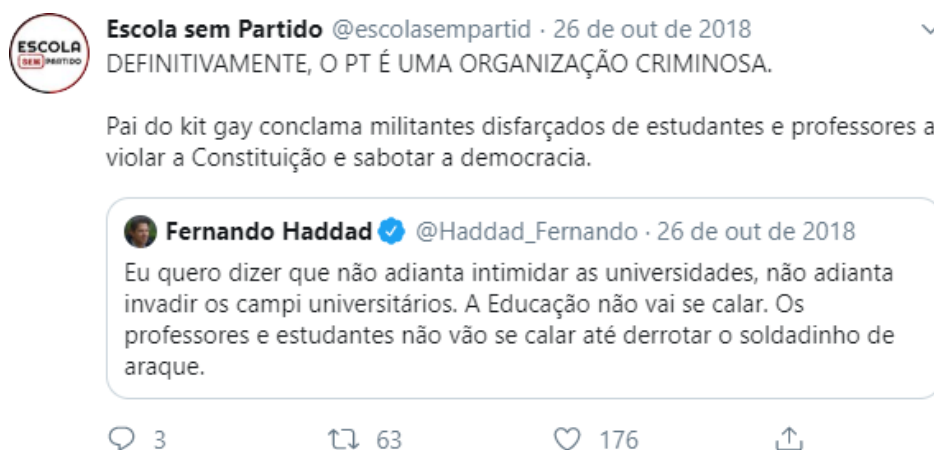 ESCOLA
SEM PARTIDO
Escola sem Partido @escolasempartid · 26 de out de 2018
DEFINITIVAMENTE, O PT É UMA ORGANIZAÇÃO CRIMINOSA.
Pai do kit gay conclama militantes disfarçados de estudantes e professores a
violar a Constituição e sabotar a democracia.
Fernando Haddad @Haddad_Fernando · 26 de out de 2018
Eu quero dizer que não adianta intimidar as universidades, não adianta
invadir os campi universitários. A Educação não vai se calar. Os
professores e estudantes não vão se calar até derrotar o soldadinho de
araque.
3 63 176